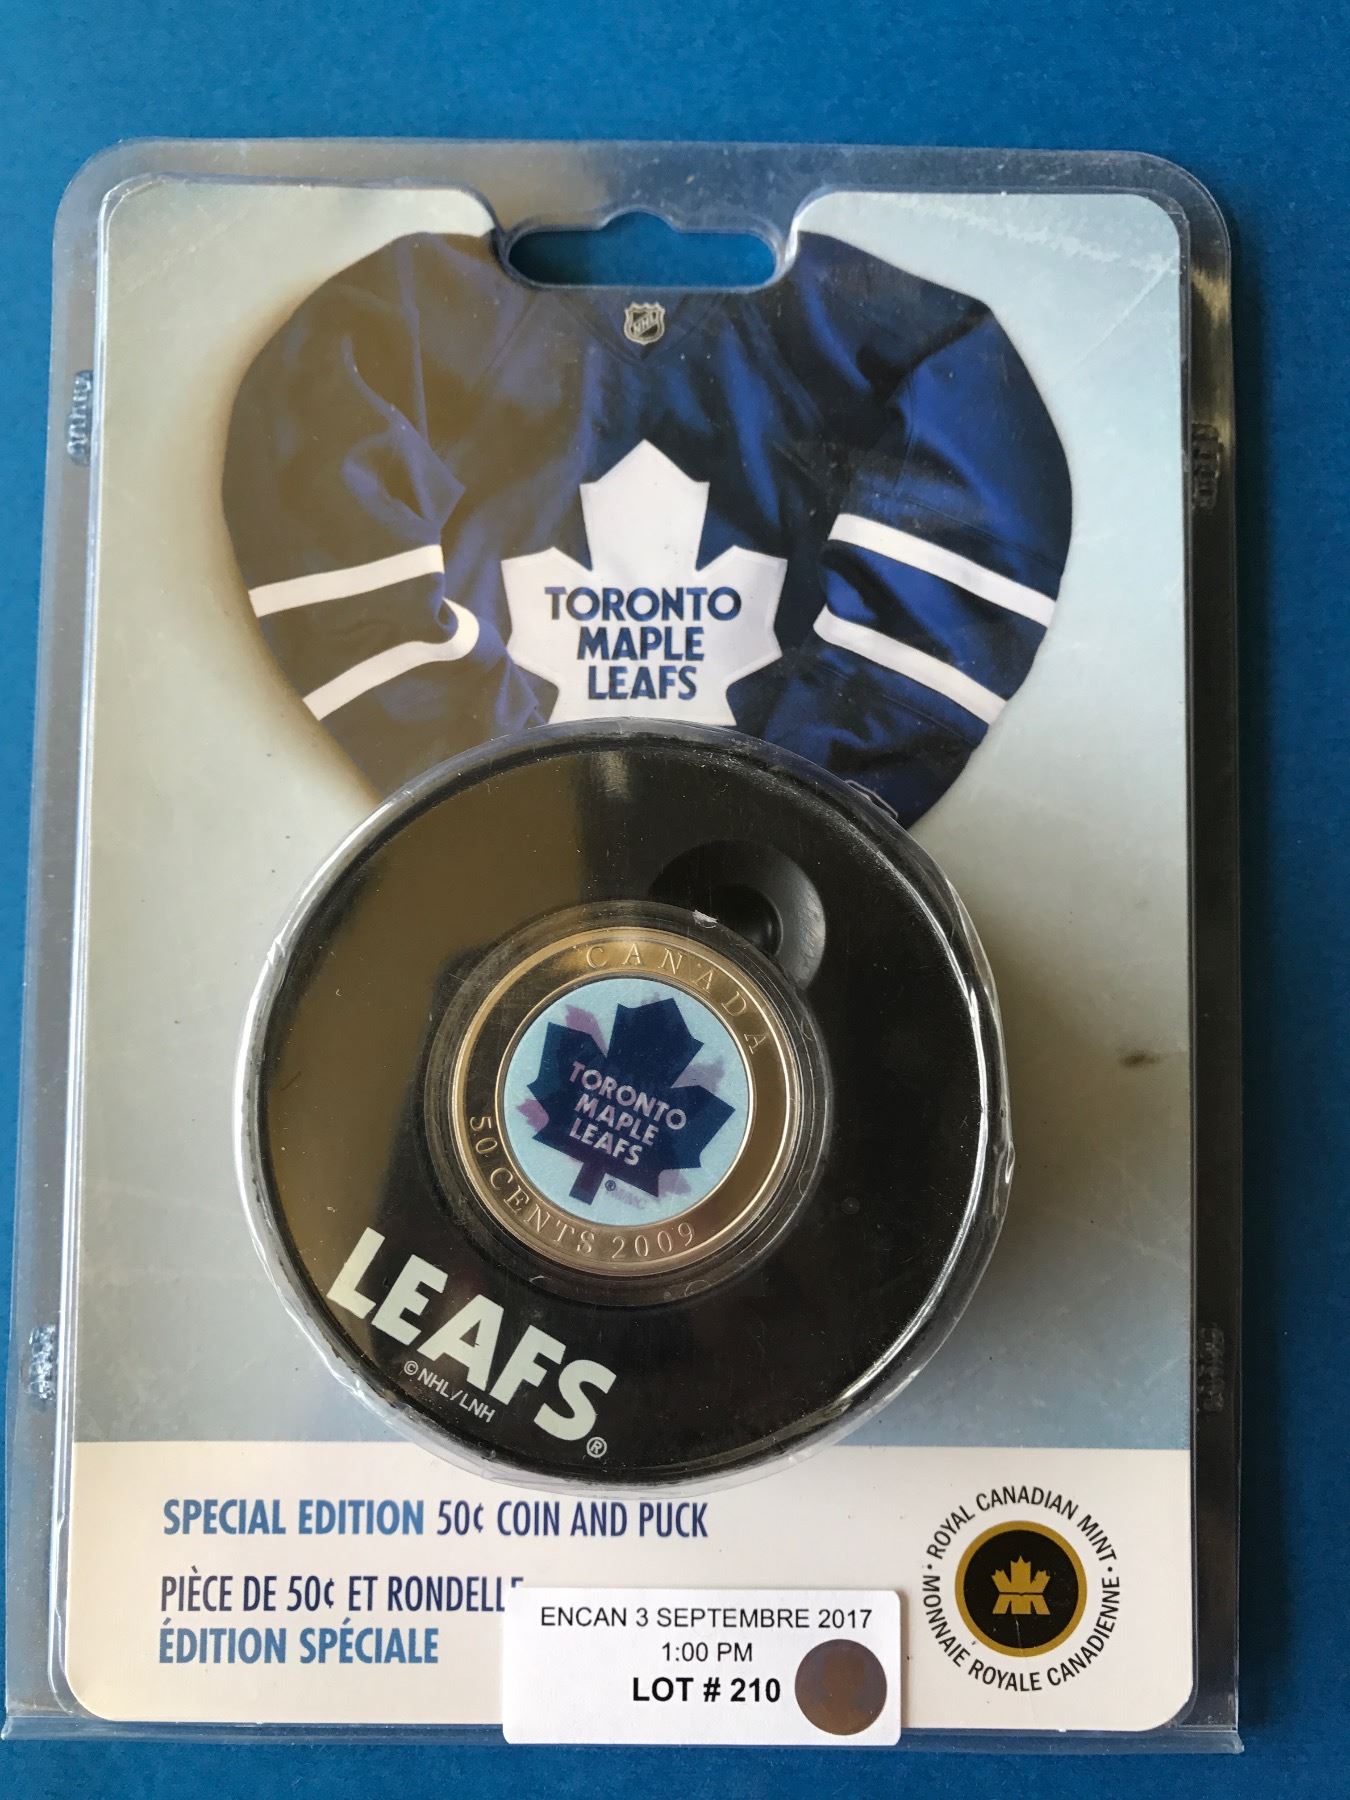 NHL
TORONTO
MAPLE
LEAFS
CANADA
TORONTO
MAPLE
LEAFS
50 CENTS 2009
LEAFS®
© NHL/LNH
SPECIAL EDITION 50¢ COIN AND PUCK
PIÈCE DE 50¢ ET RONDELLE
ÉDITION SPÉCIALE
• ROYAL CANADIAN MINT •
MONNAIE ROYALE CANADIENNE
ENCAN 3 SEPTEMBRE 2017
1:00 PM
LOT # 210